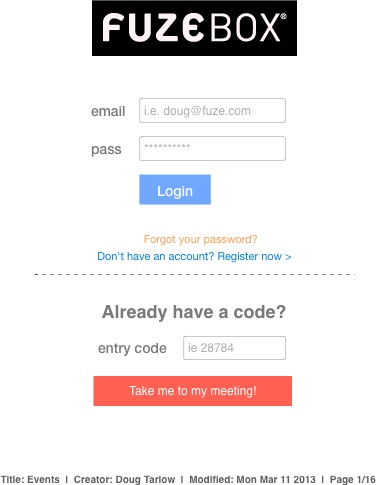 FUZEBOX®
email i.e. doug@fuze.com
pass **********
Login
Forgot your password?
Don't have an account? Register now >
Already have a code?
entry code ie 28784
Take me to my meeting!
Title: Events | Creator: Doug Tarlow | Modified: Mon Mar 11 2013 | Page 1/16